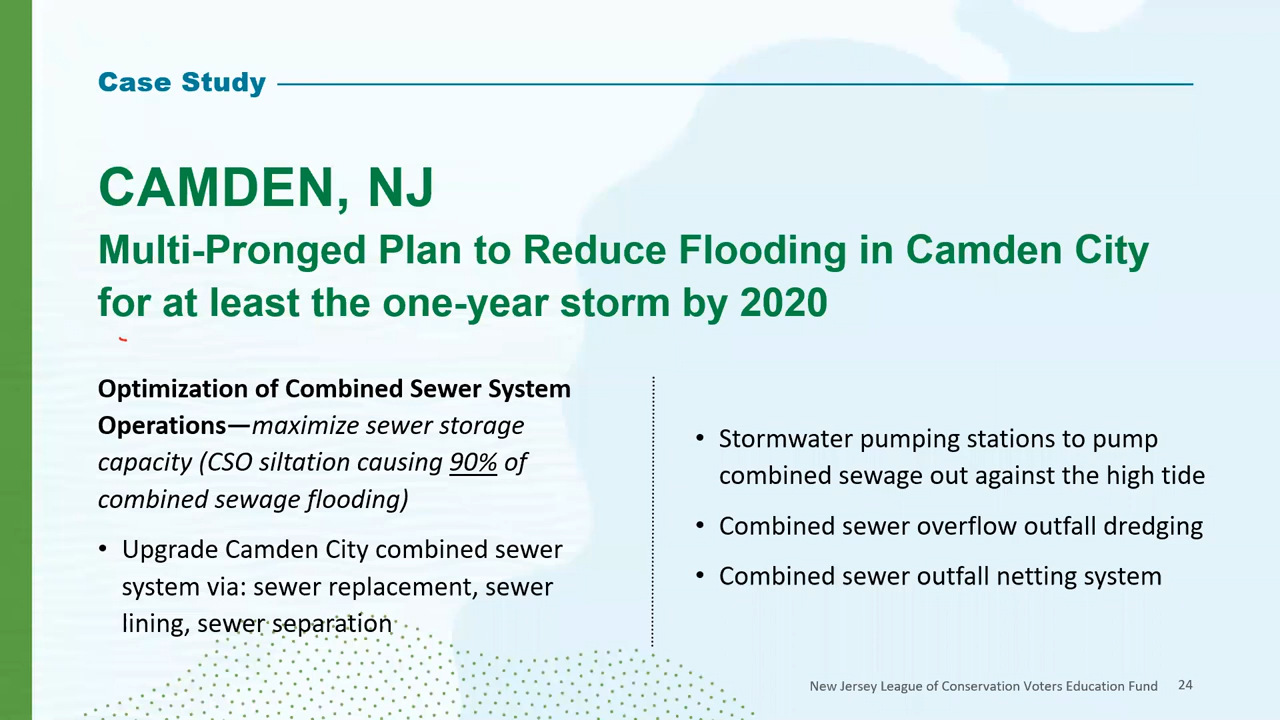 Case Study
CAMDEN, NJ
Multi-Pronged Plan to Reduce Flooding in Camden City
for at least the one-year storm by 2020
Optimization of Combined Sewer System
Operations—maximize sewer storage
capacity (CSO siltation causing 90% of
combined sewage flooding)
• Upgrade Camden City combined sewer
system via: sewer replacement, sewer
lining, sewer separation
• Stormwater pumping stations to pump
combined sewage out against the high tide
• Combined sewer overflow outfall dredging
• Combined sewer outfall netting system
New Jersey League of Conservation Voters Education Fund 24